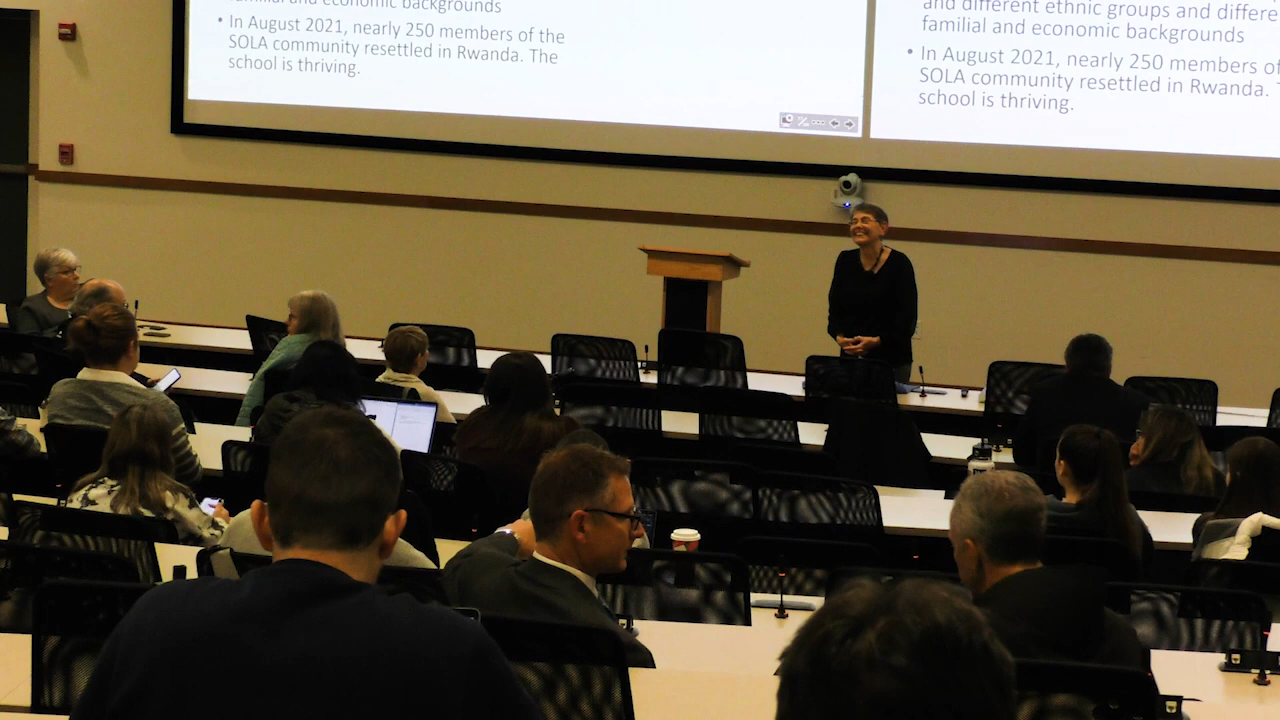 familial and economic backgrounds
• In August 2021, nearly 250 members of the
SOLA community resettled in Rwanda. The
school is thriving.
and different ethnic groups and
familial and economic backgrounds
• In August 2021, nearly 250 members of
SOLA community resettled in Rwanda.
school is thriving.